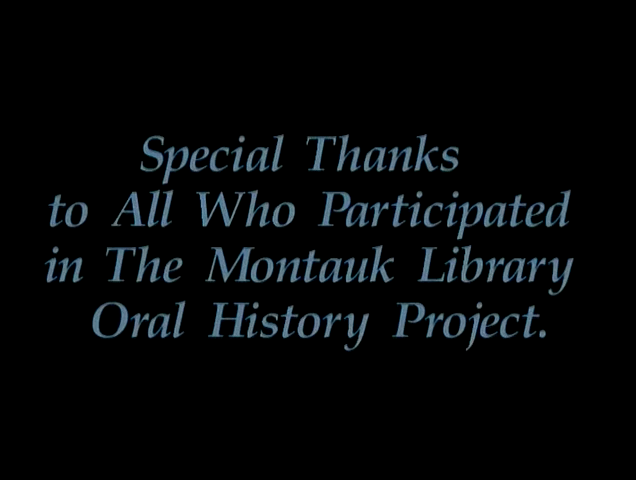 Special Thanks
to All Who Participated
in The Montauk Library
Oral History Project.